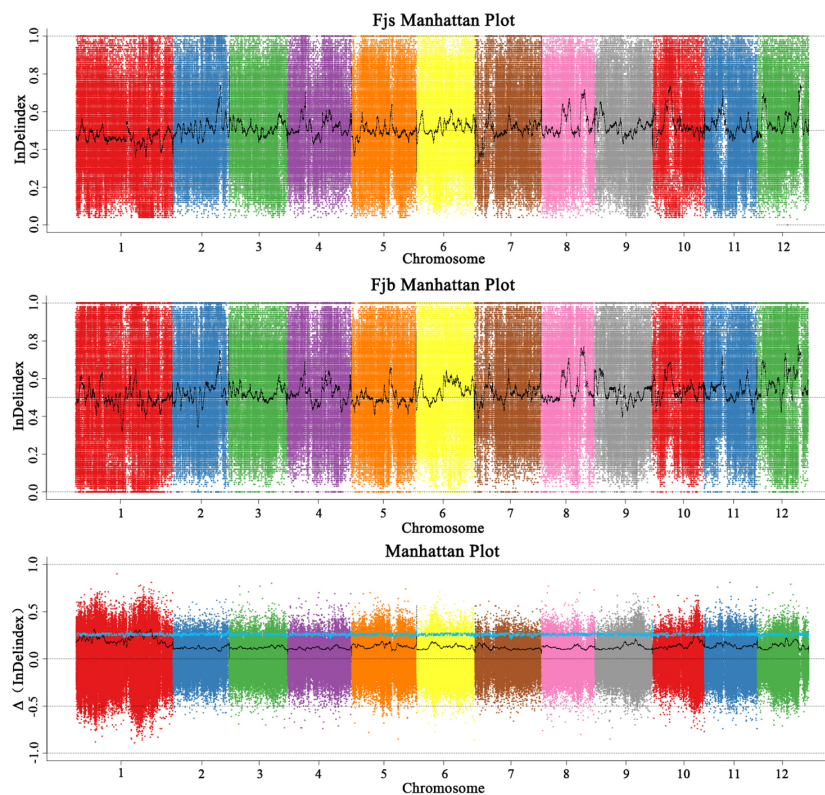 Fjs Manhattan Plot
InDelindex
1.0
0.8
0.6
0.4
0.2
0.0
1 2 3 4 5 6 7 8 9 10 11 12
Chromosome
Fjb Manhattan Plot
InDelindex
1.0
0.8
0.6
0.4
0.2
0.0
1 2 3 4 5 6 7 8 9 10 11 12
Chromosome
Manhattan Plot
Δ（InDelindex）
1.0
0.5
0.0
-0.5
-1.0
1 2 3 4 5 6 7 8 9 10 11 12
Chromosome